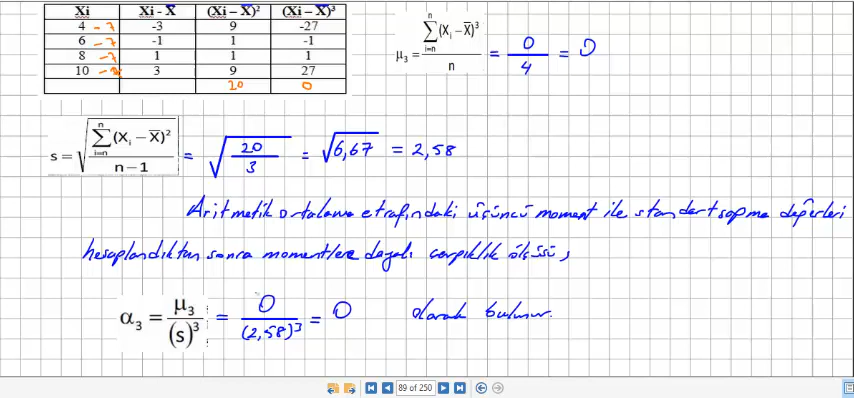 Xi Xi - X̅ (Xi – X̅)² (Xi – X̅)³
4 -7 -3 9 -27
6 -7 -1 1 -1
8 -7 1 1 1
10 -7 3 9 27
20 0
μ₃ = ∑ⁿᵢ₌ₙ (Xᵢ – X̅)³ / n = 0/4 = 0
s = √(∑ⁿᵢ₌ₙ (Xᵢ – X̅)² / n – 1) = √(20/3) = √6,67 = 2,58
Aritmetik ortalama etrafındaki üçüncü moment ile standart sapma değerleri
hesaplandıktan sonra momentlere dayalı çarpıklık ölçüsü,
α₃ = μ₃ / (s)³ = 0 / (2,58)³ = 0 olarak bulunur.
89 of 250